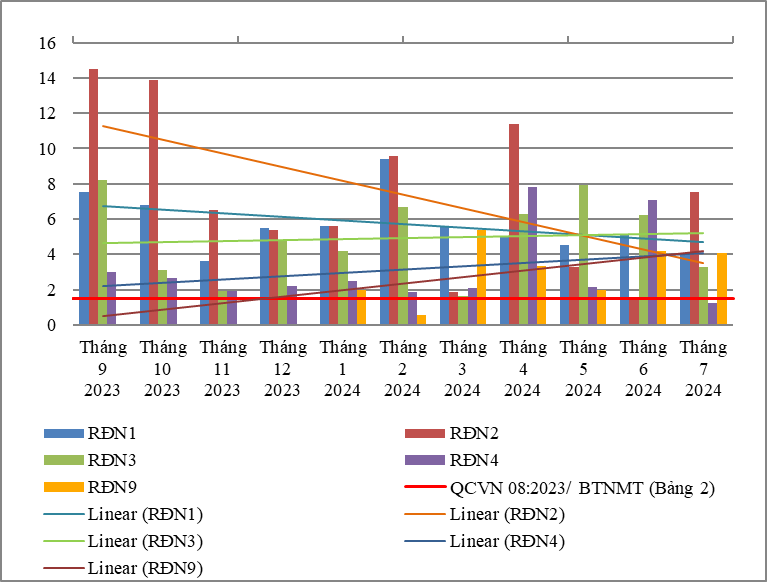 16
14
12
10
8
6
4
2
0
Tháng Tháng Tháng Tháng Tháng Tháng Tháng Tháng Tháng Tháng Tháng
9 10 11 12 1 2 3 4 5 6 7
2023 2023 2023 2023 2024 2024 2024 2024 2024 2024 2024
RĐN1 RĐN2
RĐN3 RĐN4
RĐN9 QCVN 08:2023/ BTNMT (Bảng 2)
Linear (RĐN1) Linear (RĐN2)
Linear (RĐN3) Linear (RĐN4)
Linear (RĐN9)